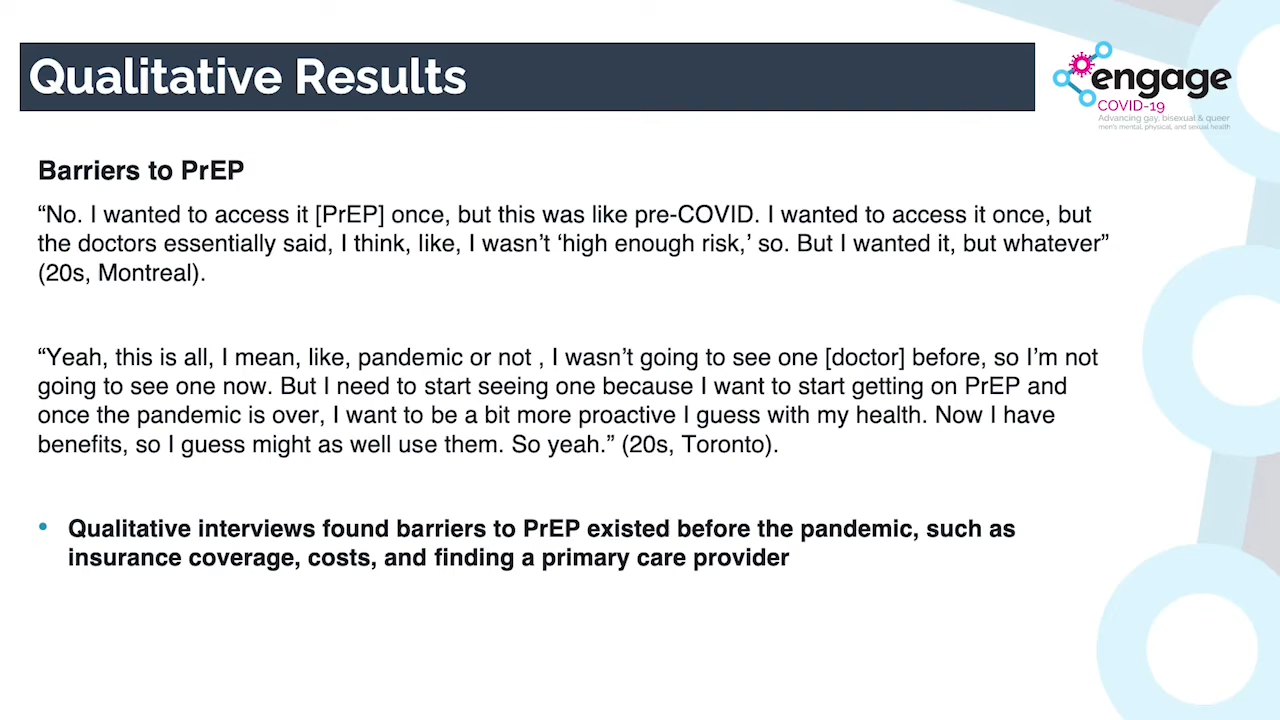 Qualitative Results
engage
COVID-19
Advancing gay, bisexual & queer
men's mental, physical, and sexual health
Barriers to PrEP
“No. I wanted to access it [PrEP] once, but this was like pre-COVID. I wanted to access it once, but
the doctors essentially said, I think, like, I wasn’t ‘high enough risk,’ so. But I wanted it, but whatever”
(20s, Montreal).
“Yeah, this is all, I mean, like, pandemic or not , I wasn’t going to see one [doctor] before, so I’m not
going to see one now. But I need to start seeing one because I want to start getting on PrEP and
once the pandemic is over, I want to be a bit more proactive I guess with my health. Now I have
benefits, so I guess might as well use them. So yeah.” (20s, Toronto).
• Qualitative interviews found barriers to PrEP existed before the pandemic, such as
insurance coverage, costs, and finding a primary care provider